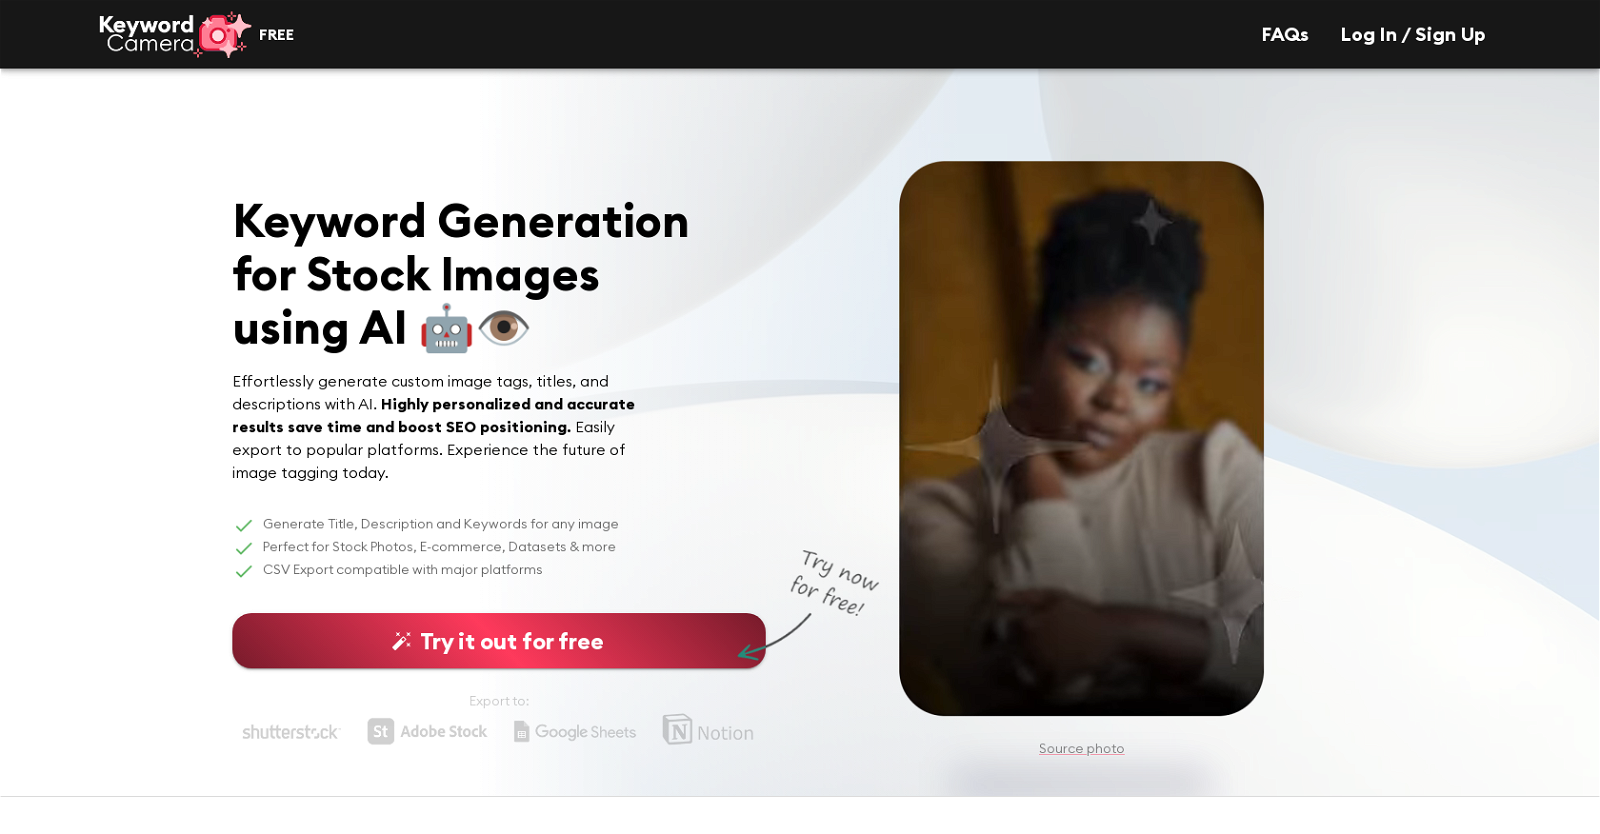 Keyword
Camera
FREE
FAQs
Log In / Sign Up
Keyword Generation
for Stock Images
using AI 🤖👁️
Effortlessly generate custom image tags, titles, and
descriptions with AI. Highly personalized and accurate
results save time and boost SEO positioning. Easily
export to popular platforms. Experience the future of
image tagging today.
Generate Title, Description and Keywords for any image
Perfect for Stock Photos, E-commerce, Datasets & more
CSV Export compatible with major platforms
Try now
for free!
Try it out for free
Export to:
shutterstock
St Adobe Stock
Google Sheets
N Notion
Source photo